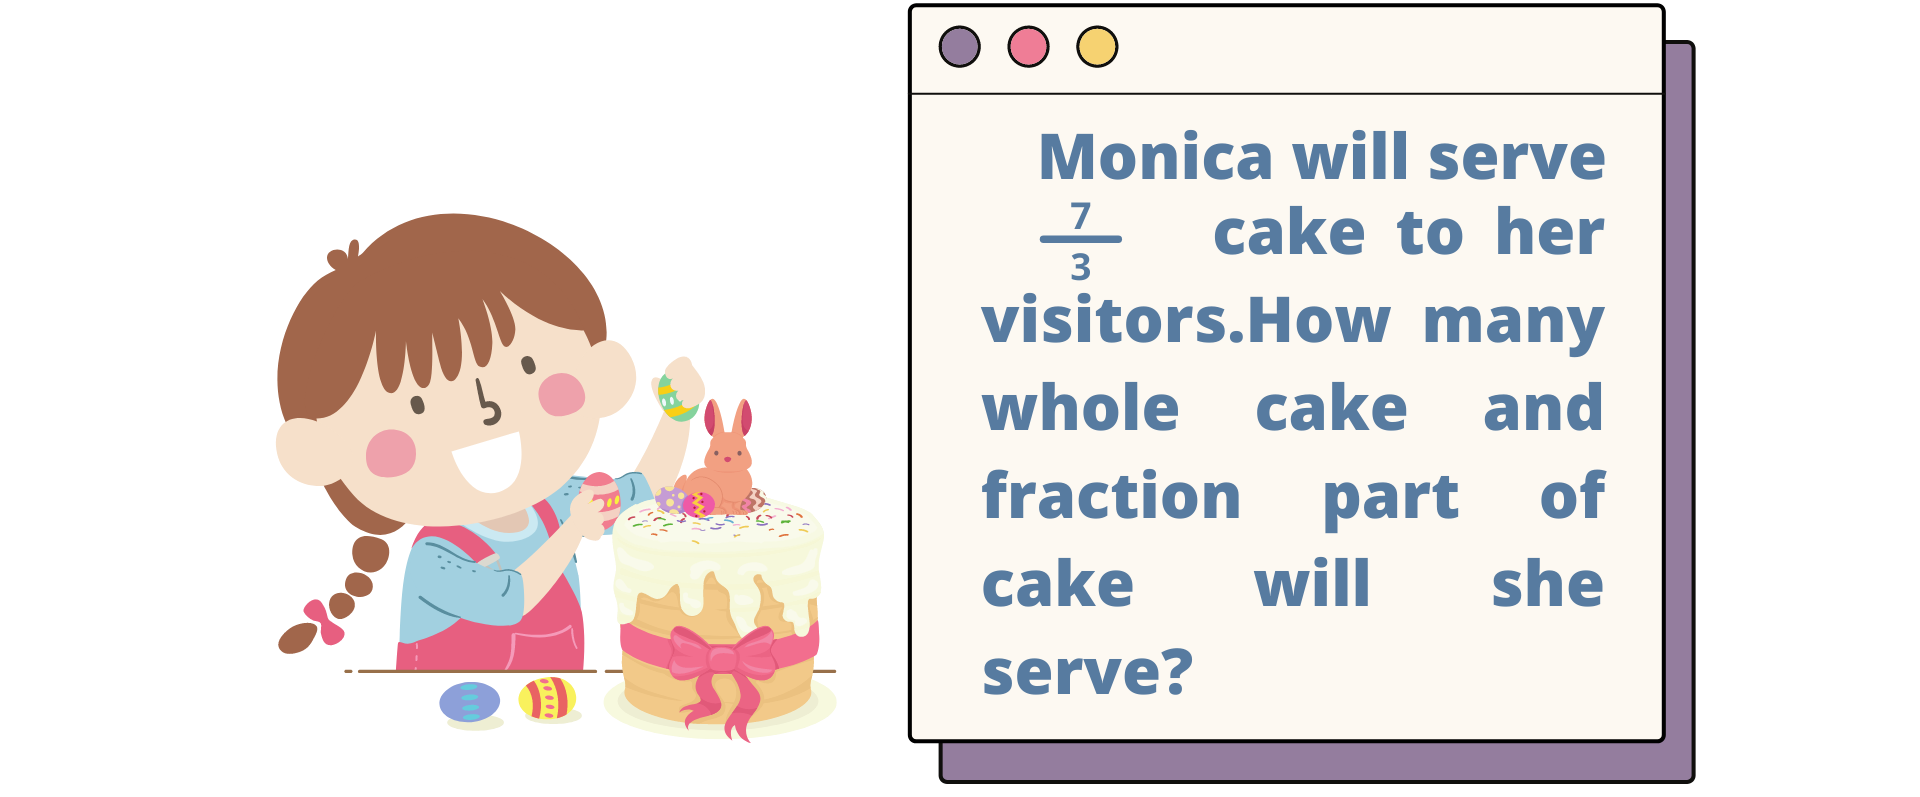 Monica will serve
7/3 cake to her
visitors.How many
whole cake and
fraction part of
cake will she
serve?